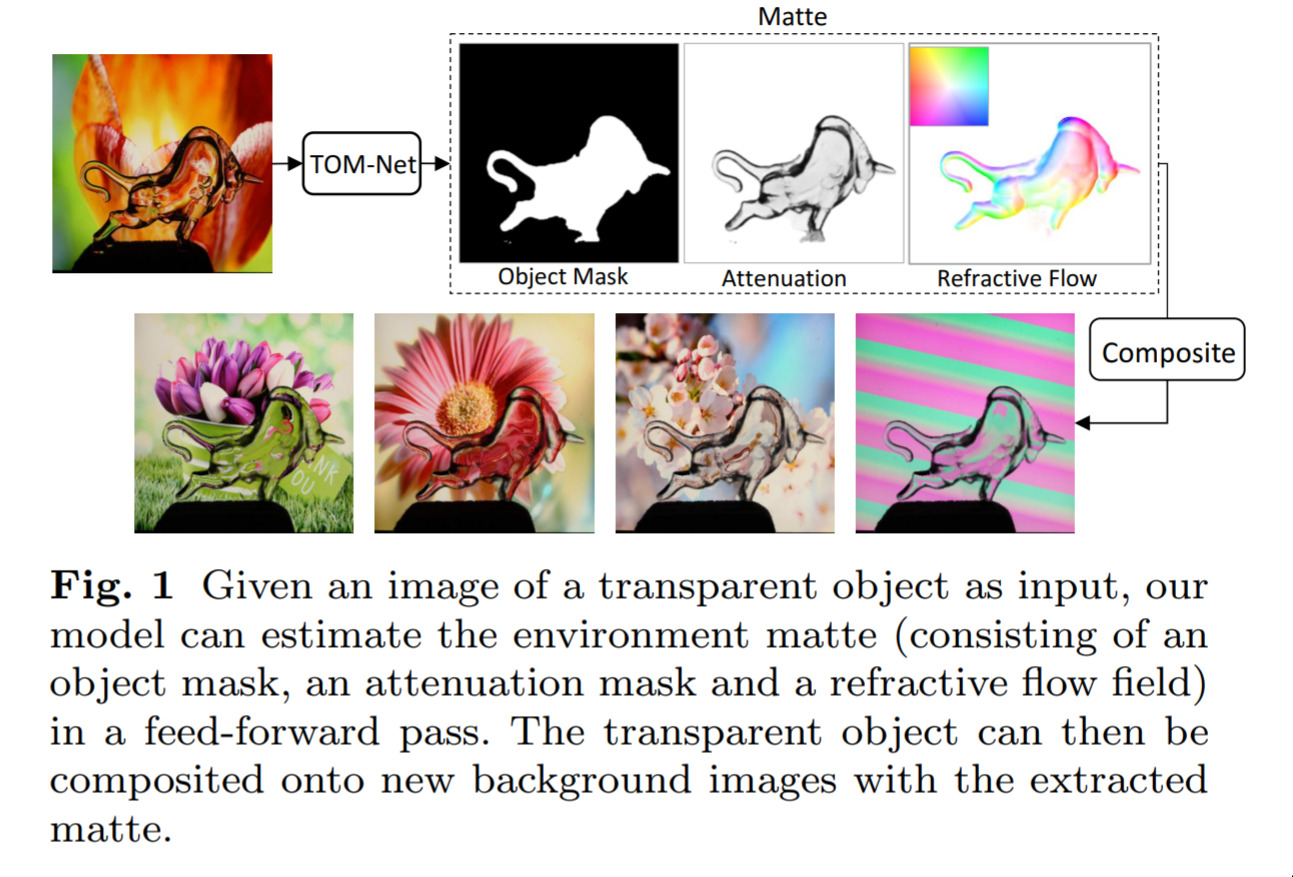 Matte
TOM-Net
Object Mask
Attenuation
Refractive Flow
Composite
NK
OU
Fig. 1 Given an image of a transparent object as input, our
model can estimate the environment matte (consisting of an
object mask, an attenuation mask and a refractive flow field)
in a feed-forward pass. The transparent object can then be
composited onto new background images with the extracted
matte.